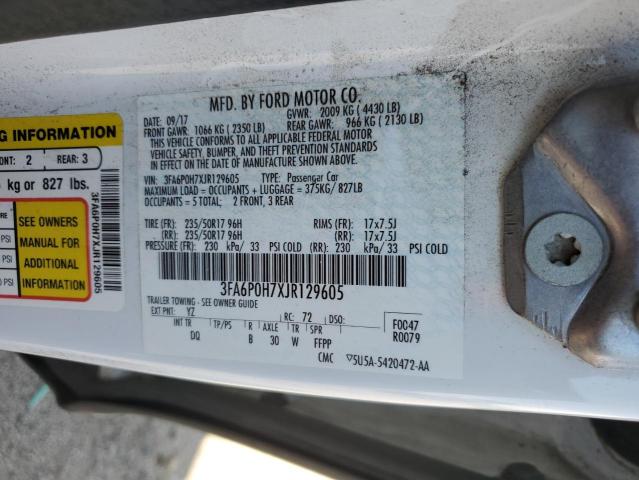 MFD. BY FORD MOTOR CO.
DATE: 09/17 GVWR: 2009 KG ( 4430 LB)
FRONT GAWR: 1066 KG ( 2350 LB) REAR GAWR: 966 KG ( 2130 LB)
THIS VEHICLE CONFORMS TO ALL APPLICABLE FEDERAL MOTOR
VEHICLE SAFETY, BUMPER, AND THEFT PREVENTION STANDARDS
IN EFFECT ON THE DATE OF MANUFACTURE SHOWN ABOVE.
VIN: 3FA6P0H7XJR129605 TYPE: Passenger Car
MAXIMUM LOAD = OCCUPANTS + LUGGAGE = 375KG/ 827LB
OCCUPANTS = 5 TOTAL: 2 FRONT, 3 REAR
TIRE (FR): 235/50R17 96H RIMS (FR): 17x7.5J
(RR): 235/50R17 96H (RR): 17x7.5J
PRESSURE (FR): 230 kPa/ 33 PSI COLD (RR): 230 kPa/ 33 PSI COLD
3FA6P0H7XJR129605
TRAILER TOWING - SEE OWNER GUIDE
EXT PNT: YZ RC: 72 DSO:
F0047
R0079
INT TR TP/PS R AXLE TR SPR
DQ B 30 W FFPP
CMC ▽5U5A-5420472-AA
G INFORMATION
ONT: 2 REAR: 3
kg or 827 lbs.
SEE OWNERS
MANUAL FOR
ADDITIONAL
INFORMATION
PSI
PSI
PSI
3FA6P0H7XJR129605